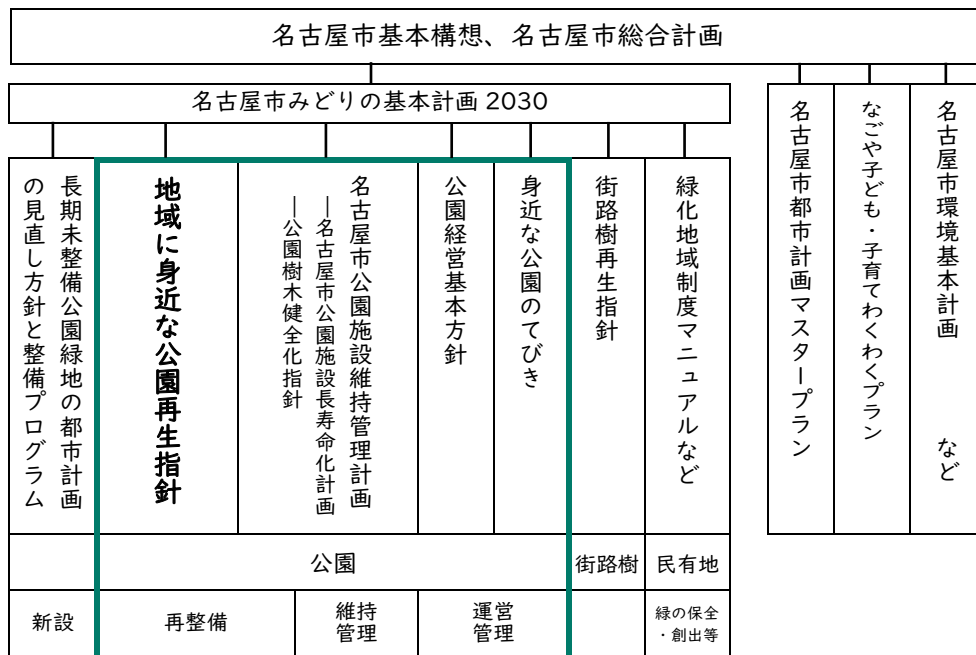 名古屋市基本構想、名古屋市総合計画
名古屋市みどりの基本計画 2030
長期未整備公園緑地の都市計画
の見直し方針と整備プログラム
地域に身近な公園再生指針
名古屋市公園施設維持管理計画
―名古屋市公園施設長寿命化計画
―公園樹木健全化指針
公園経営基本方針
身近な公園のてびき
街路樹再生指針
緑化地域制度マニュアルなど
名古屋市都市計画マスタープラン
なごや子ども・子育てわくわくプラン
名古屋市環境基本計画 など
公園
街路樹
民有地
新設
再整備
維持
管理
運営
管理
緑の保全
・創出等